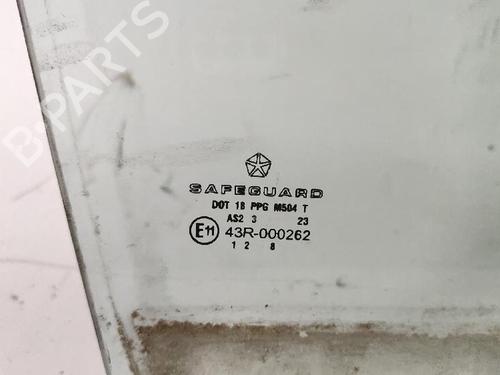 B-PARTS
SAFEGUARD
DOT 18 PPG M504 T
AS2 3 23
E11 43R-000262
1 2 8